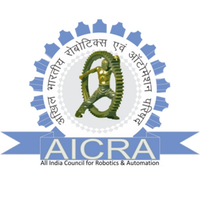 अखिल भारतीय रोबोटिक्स एवं ऑटोमेशन परिषद
AICRA
All India Council for Robotics & Automation